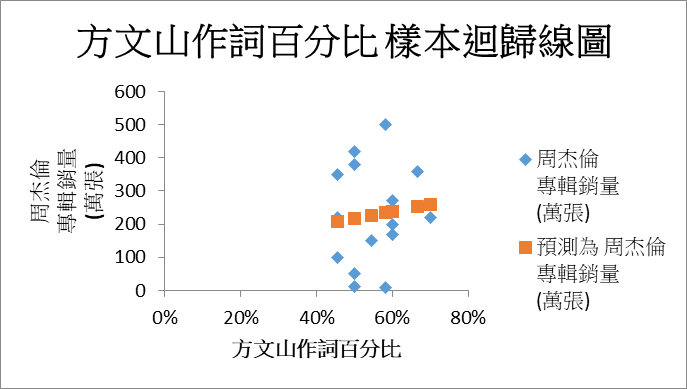 方文山作詞百分比 樣本迴歸線圖
周杰倫
專輯銷量
(萬張)
600
500
400
300
200
100
0
0%
20%
40%
60%
80%
方文山作詞百分比
周杰倫
專輯銷量
(萬張)
預測為 周杰倫
專輯銷量
(萬張)